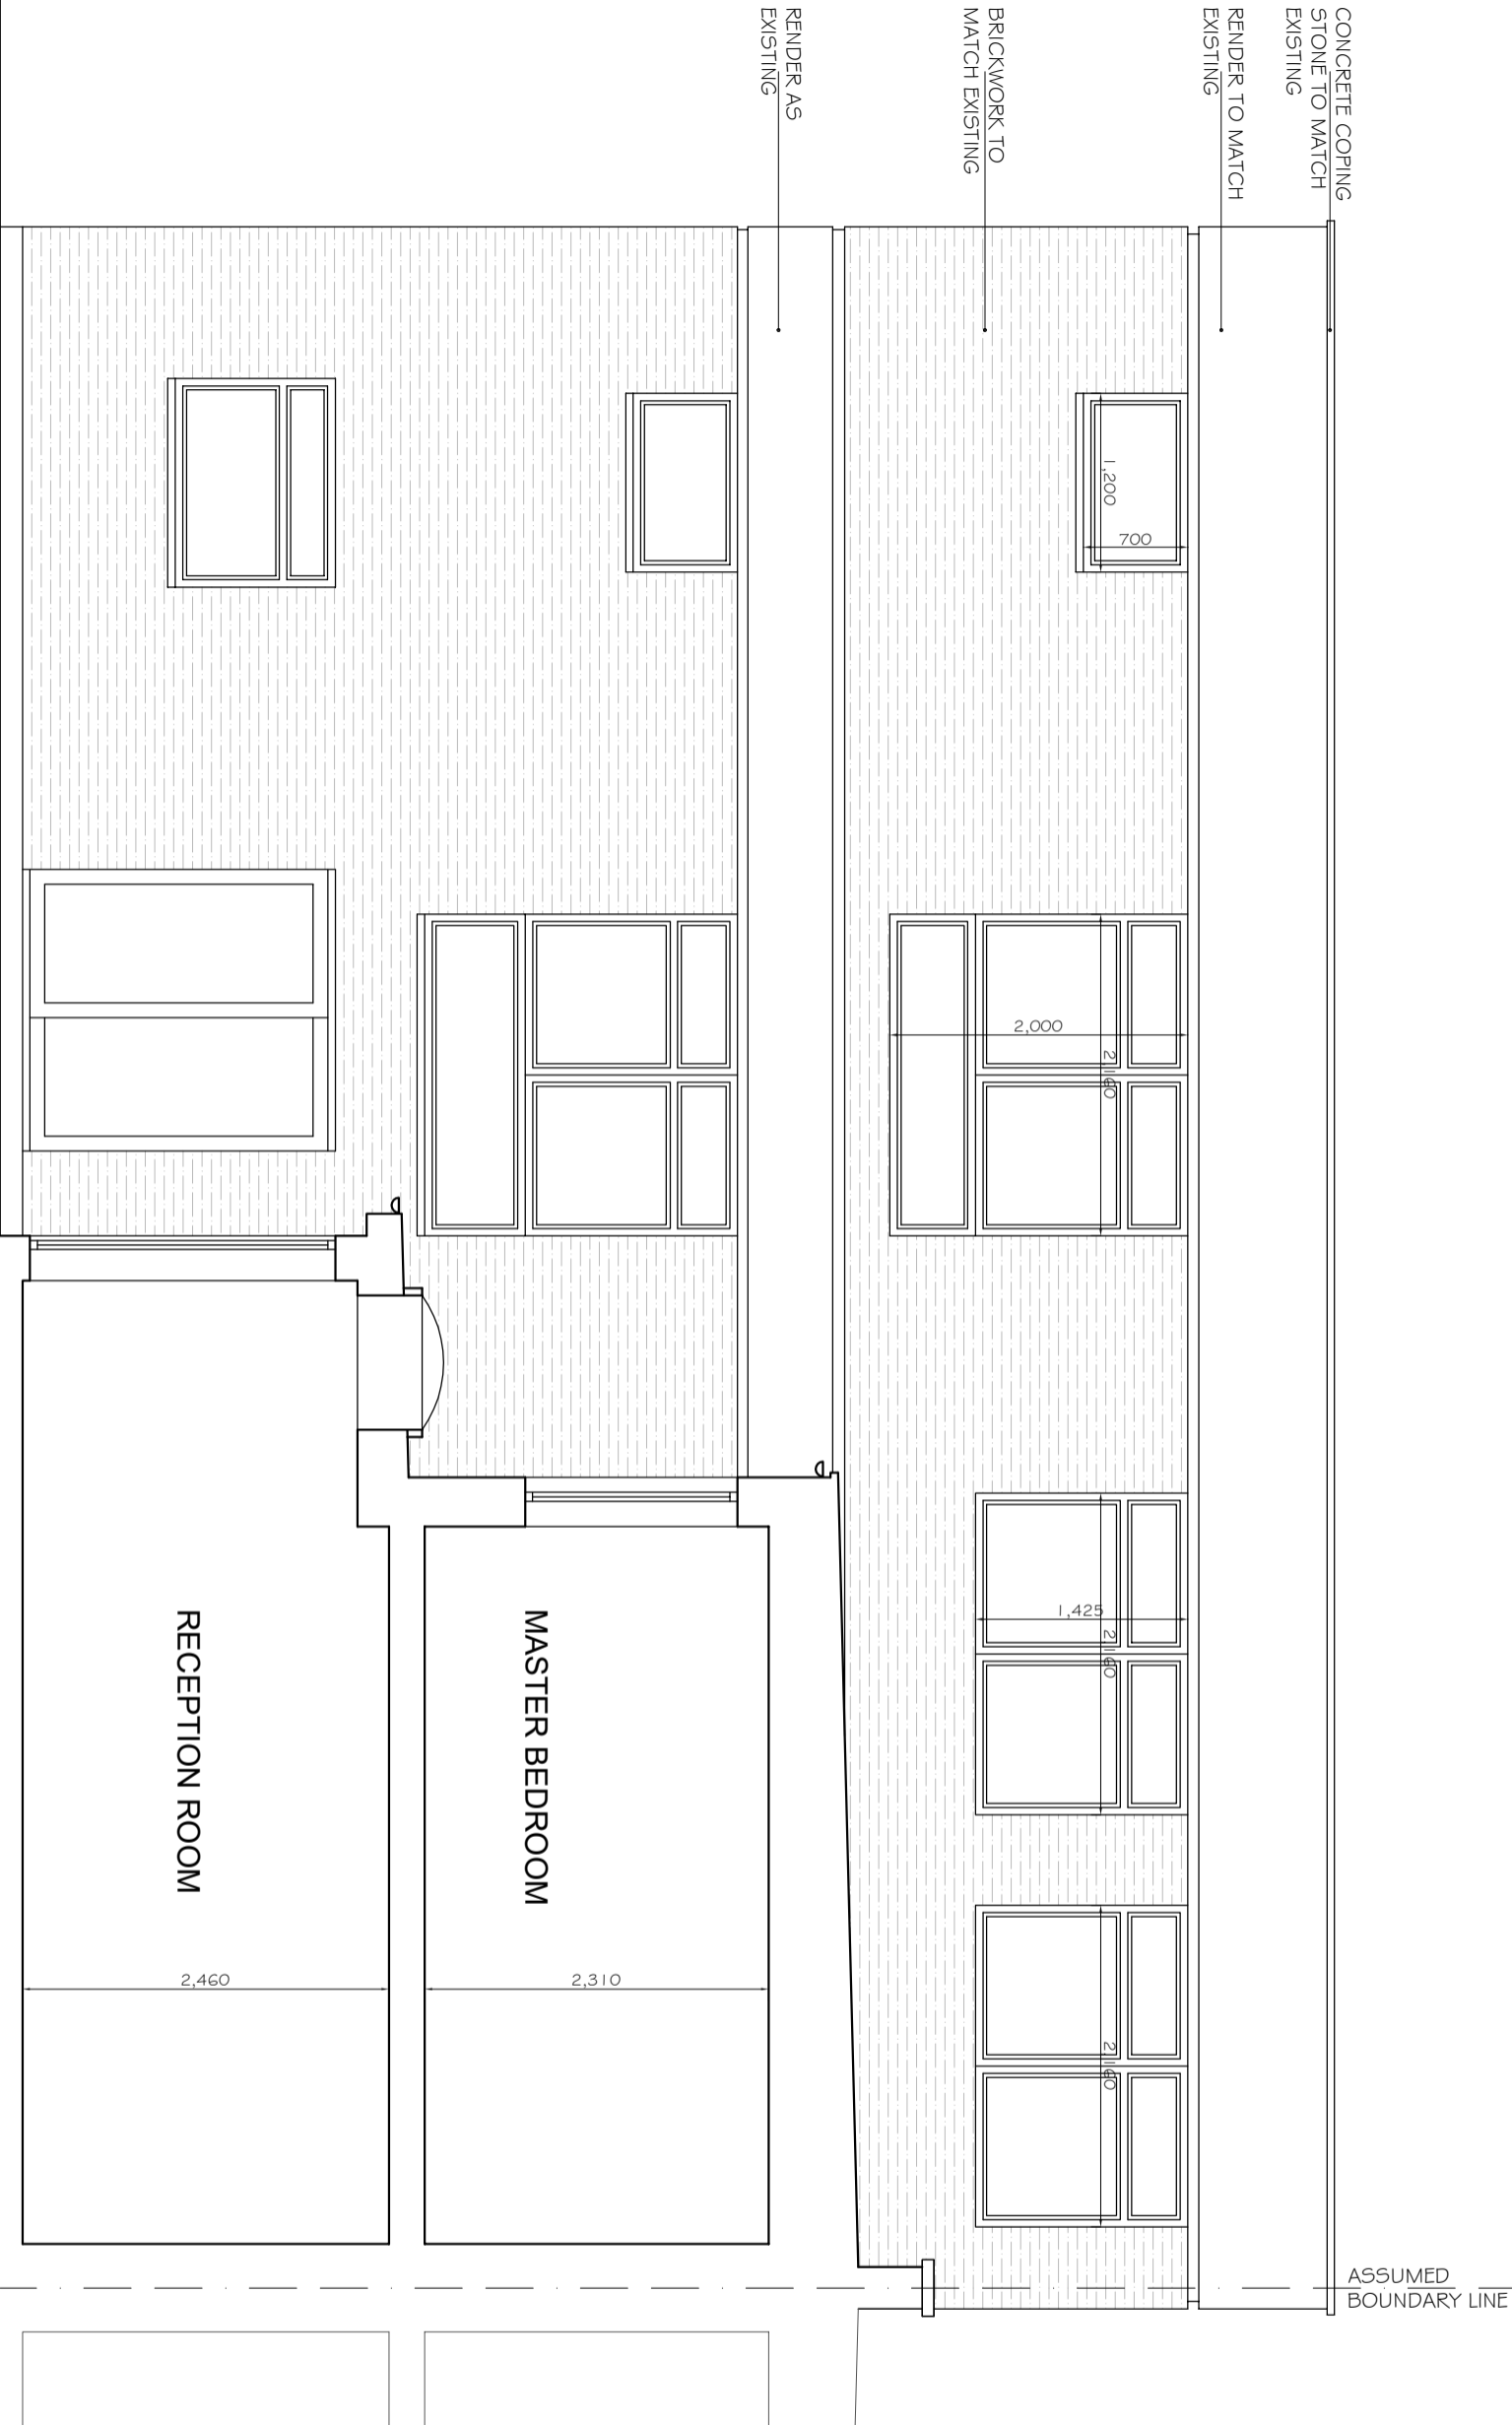 CONCRETE COPING
STONE TO MATCH
EXISTING
RENDER TO MATCH
EXISTING
BRICKWORK TO
MATCH EXISTING
RENDER AS
EXISTING
1,200
700
2,000
2,160
1,425
2,160
2,160
MASTER BEDROOM
2,310
RECEPTION ROOM
2,460
ASSUMED
BOUNDARY LINE